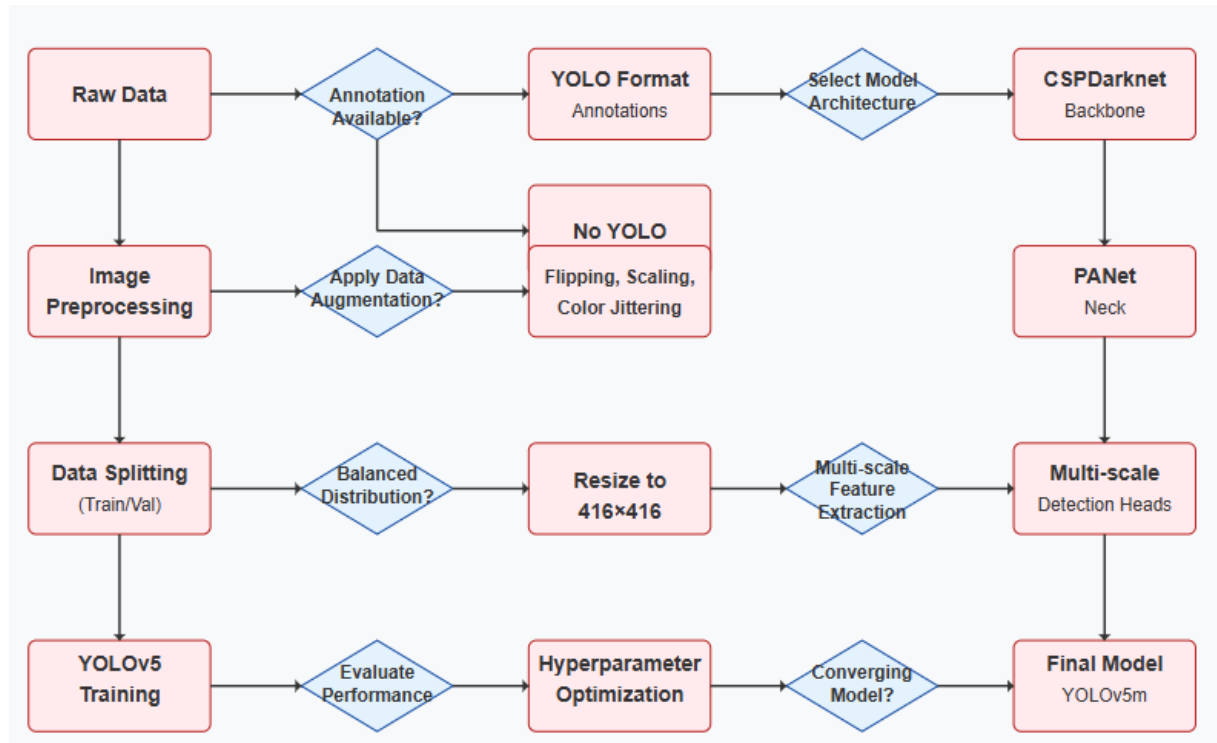 Raw Data
Annotation
Available?
YOLO Format
Annotations
Select Model
Architecture
CSPDarknet
Backbone
No YOLO
Image
Preprocessing
Apply Data
Augmentation?
Flipping, Scaling,
Color Jittering
PANet
Neck
Data Splitting
(Train/Val)
Balanced
Distribution?
Resize to
416×416
Multi-scale
Feature
Extraction
Multi-scale
Detection Heads
YOLOv5
Training
Evaluate
Performance
Hyperparameter
Optimization
Converging
Model?
Final Model
YOLOv5m